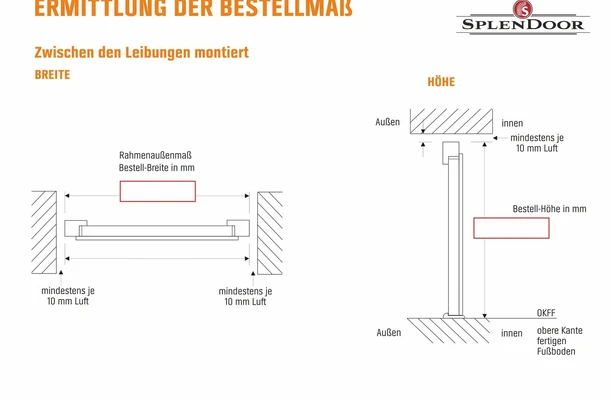 ERMITTLUNG DER BESTELLMAß
S
SPLENDOOR
Zwischen den Leibungen montiert
BREITE
HÖHE
Außen
innen
mindestens je
10 mm Luft
Rahmenaußenmaß
Bestell-Breite in mm
Bestell-Höhe in mm
mindestens je
10 mm Luft
mindestens je
10 mm Luft
OKFF
Außen
innen
obere Kante
fertigen
Fußboden